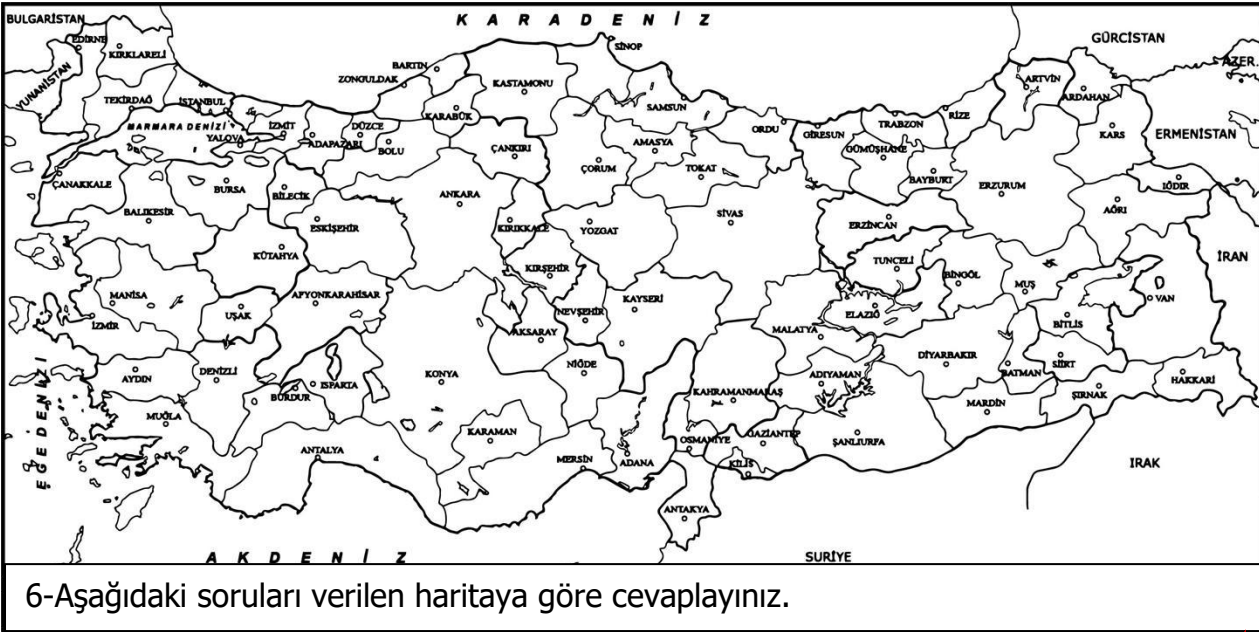 K A R A D E N İ Z
BULGARİSTAN
GÜRCİSTAN
AZER.
YUNANİSTAN
EDİRNE
KIRKLARELİ
TEKİRDAĞ
İSTANBUL
MARMARA DENİZİ
YALOVA
İZMİT
ADAPAZARI
DÜZCE
BOLU
ZONGULDAK
BARTIN
KARABÜK
KASTAMONU
SİNOP
SAMSUN
ORDU
GİRESUN
TRABZON
RİZE
ARTVİN
ARDAHAN
KARS
ERMENİSTAN
ÇANAKKALE
BALIKESİR
BURSA
BİLECİK
ESKİŞEHİR
ANKARA
ÇANKIRI
ÇORUM
AMASYA
TOKAT
GÜMÜŞHANE
BAYBURT
ERZURUM
IĞDIR
AĞRI
KÜTAHYA
KIRIKKALE
YOZGAT
SİVAS
ERZİNCAN
TUNCELİ
BİNGÖL
MUŞ
VAN
İRAN
MANİSA
İZMİR
UŞAK
AFYONKARAHİSAR
KIRŞEHİR
NEVŞEHİR
KAYSERİ
AKSARAY
MALATYA
ELAZIĞ
BİTLİS
AYDIN
DENİZLİ
BURDUR
ISPARTA
KONYA
NİĞDE
KAHRAMANMARAŞ
ADIYAMAN
DİYARBAKIR
BATMAN
SİİRT
ŞIRNAK
HAKKARİ
MUĞLA
ANTALYA
KARAMAN
MERSİN
ADANA
OSMANİYE
GAZİANTEP
KİLİS
ŞANLIURFA
MARDİN
ANTAKYA
EGE DENİZİ
A K D E N İ Z
SURİYE
IRAK
6-Aşağıdaki soruları verilen haritaya göre cevaplayınız.